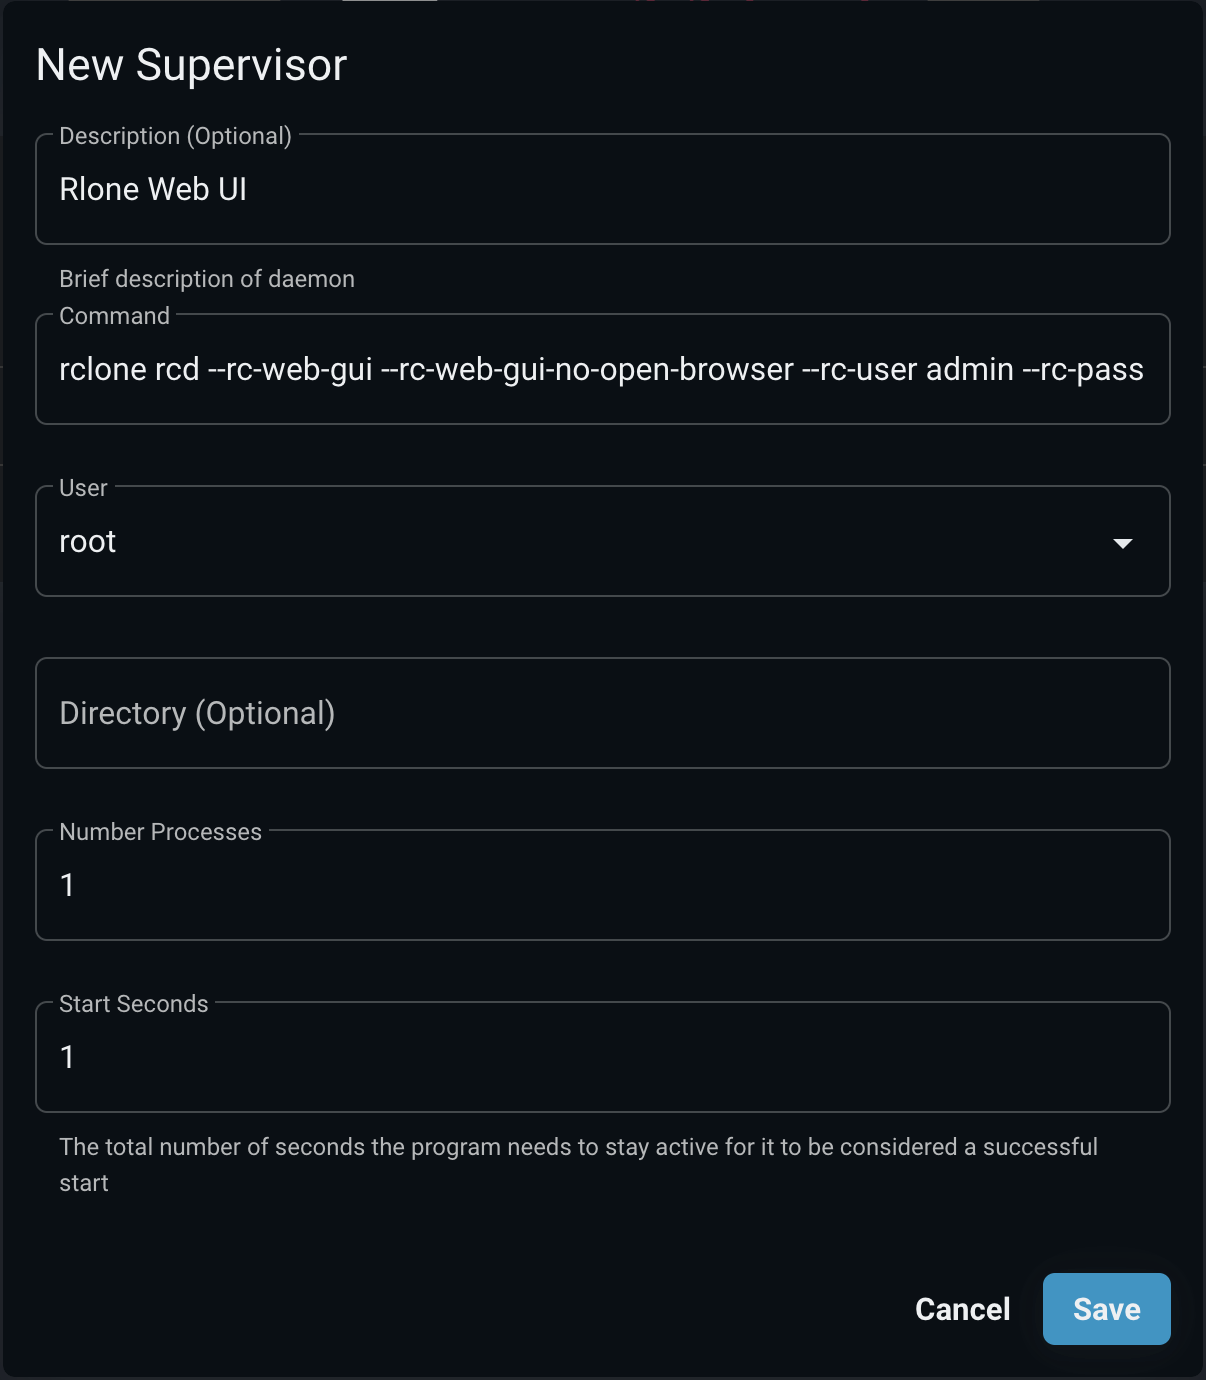 New Supervisor
Description (Optional)
Rlone Web UI
Brief description of daemon
Command
rclone rcd --rc-web-gui --rc-web-gui-no-open-browser --rc-user admin --rc-pass
User
root
Directory (Optional)
Number Processes
1
Start Seconds
1
The total number of seconds the program needs to stay active for it to be considered a successful
start
Cancel
Save